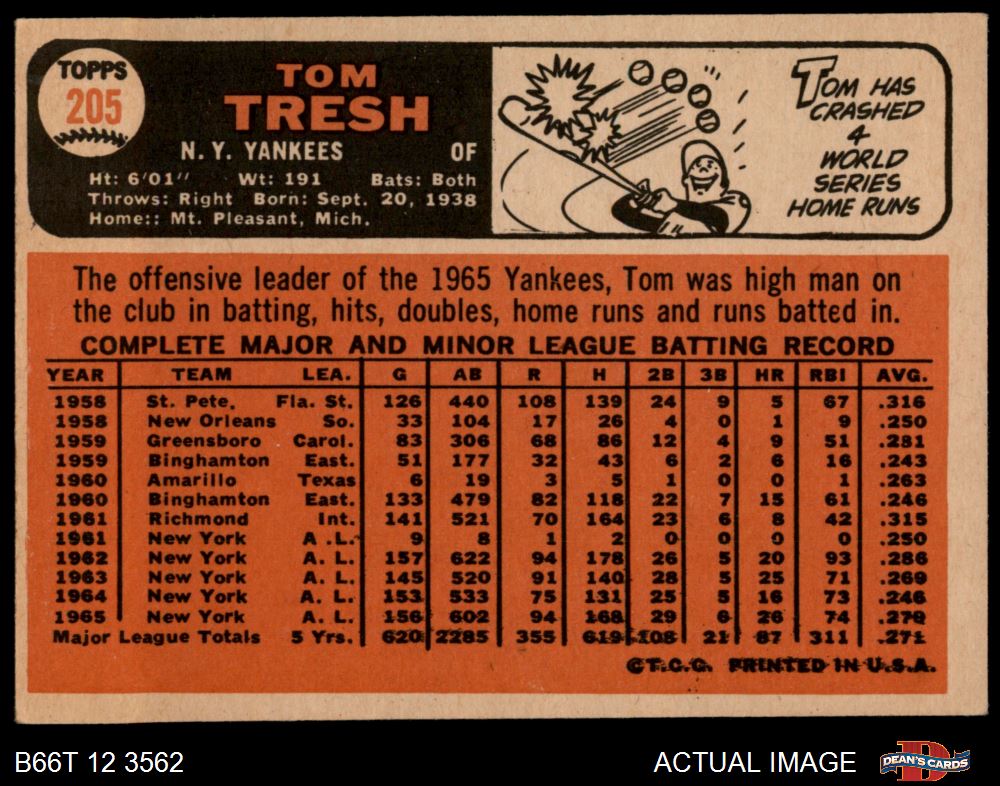 TOPPS
205
TOM
TRESH
N. Y. YANKEES OF
Ht: 6'01" Wt: 191 Bats: Both
Throws: Right Born: Sept. 20, 1938
Home:: Mt. Pleasant, Mich.
TOM HAS
CRASHED
4
WORLD
SERIES
HOME RUNS
The offensive leader of the 1965 Yankees, Tom was high man on
the club in batting, hits, doubles, home runs and runs batted in.
COMPLETE MAJOR AND MINOR LEAGUE BATTING RECORD
YEAR TEAM LEA. G AB R H 2B 3B HR RBI AVG.
1958 St. Pete. Fla. St. 126 440 108 139 24 9 5 67 .316
1958 New Orleans So. 33 104 17 26 4 0 1 9 .250
1959 Greensboro Carol. 83 306 68 86 12 4 9 51 .281
1959 Binghamton East. 51 177 32 43 6 2 6 16 .243
1960 Amarillo Texas 6 19 3 5 1 0 0 1 .263
1960 Binghamton East. 133 479 82 118 22 7 15 61 .246
1961 Richmond Int. 141 521 70 164 23 6 8 42 .315
1961 New York A .L. 9 8 1 2 0 0 0 0 .250
1962 New York A. L. 157 622 94 178 26 5 20 93 .286
1963 New York A. L. 145 520 91 140 28 5 25 71 .269
1964 New York A. L. 153 533 75 131 25 5 16 73 .246
1965 New York A. L. 156 602 94 168 29 6 26 74 .279
Major League Totals 5 Yrs. 620 2285 355 619 108 21 87 311 .271
©T.C.G. PRINTED IN U.S.A.
B66T 12 3562 ACTUAL IMAGE DEAN'S CARDS